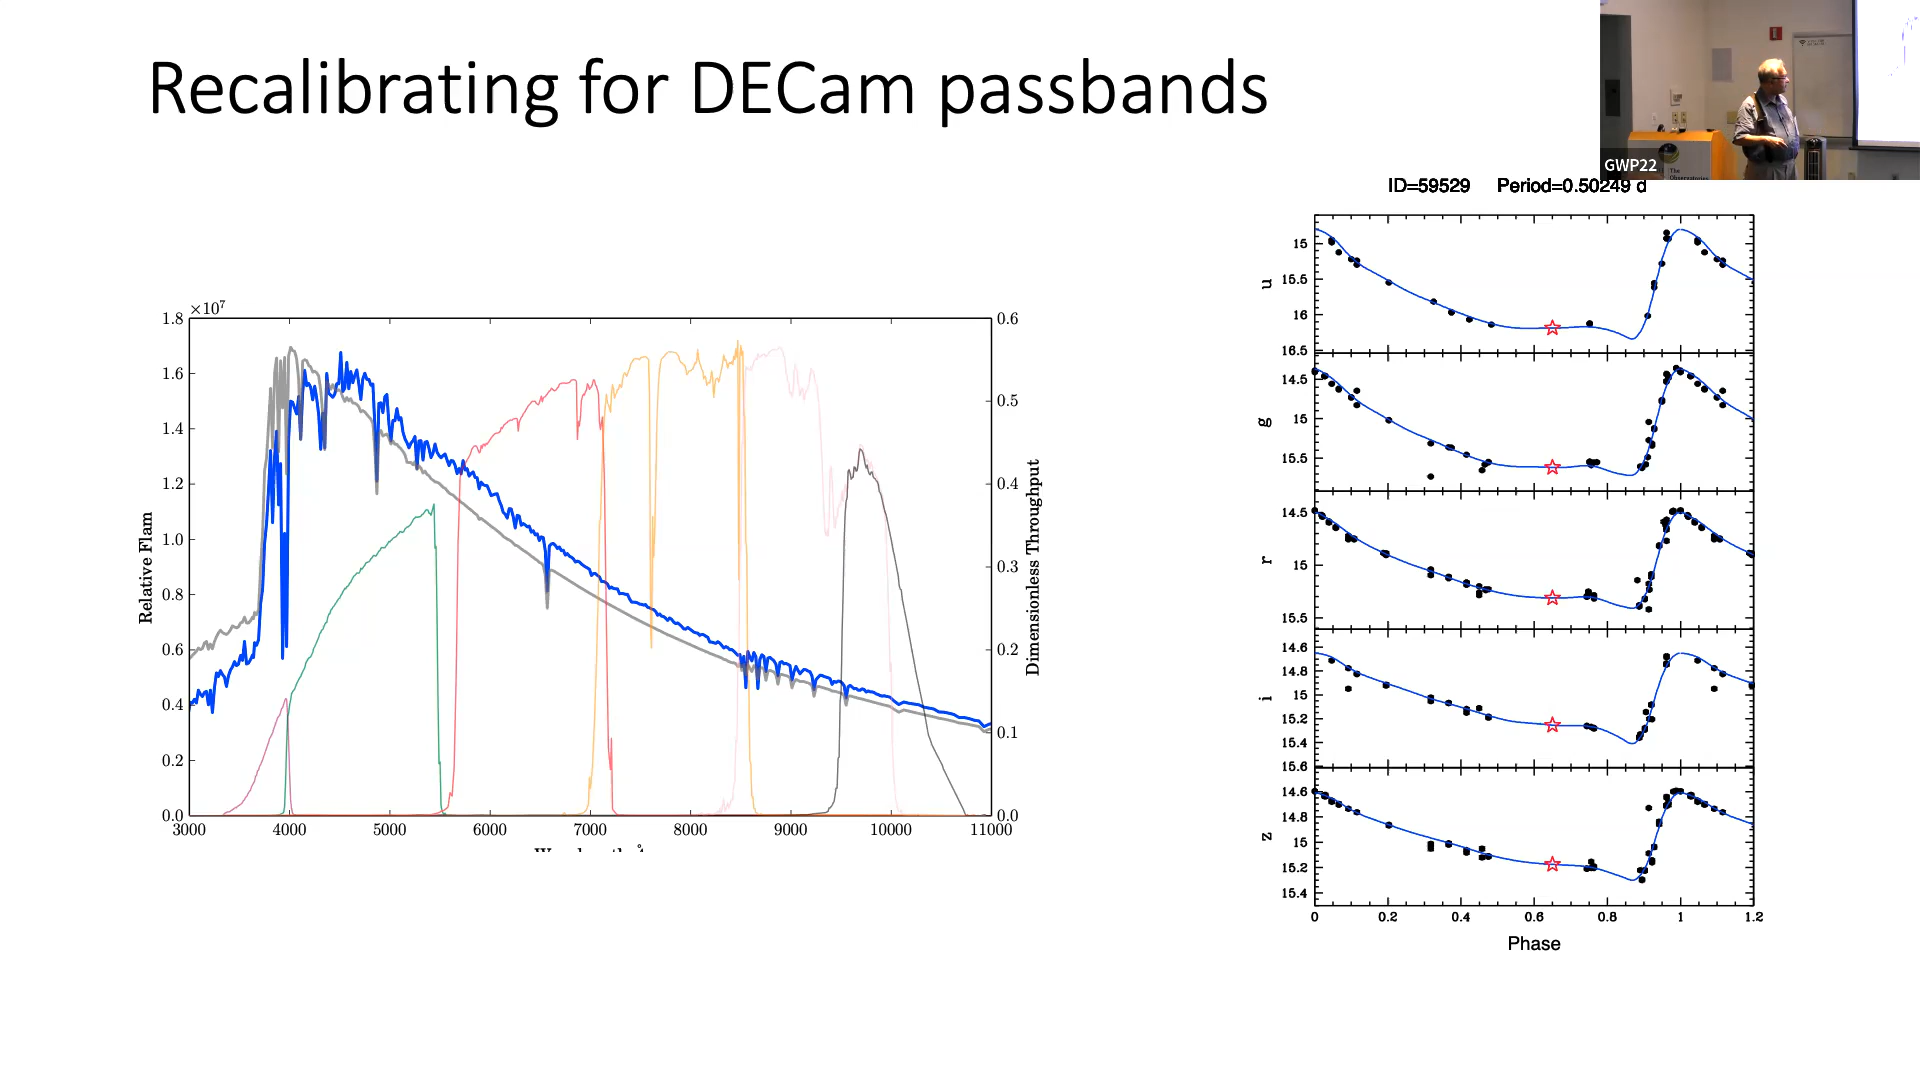 Recalibrating for DECam passbands
GWP22
The
Observatories
ID=59529 Period=0.50249 d
×10⁷
1.8
1.6
1.4
1.2
1.0
0.8
0.6
0.4
0.2
0.0
Relative Flam
3000 4000 5000 6000 7000 8000 9000 10000 11000
0.6
0.5
0.4
0.3
0.2
0.1
0.0
Dimensionless Throughput
u
15
15.5
16
16.5
g
14.5
15
15.5
r
14.5
15
15.5
i
14.6
14.8
15
15.2
15.4
15.6
z
14.6
14.8
15
15.2
15.4
0 0.2 0.4 0.6 0.8 1 1.2
Phase